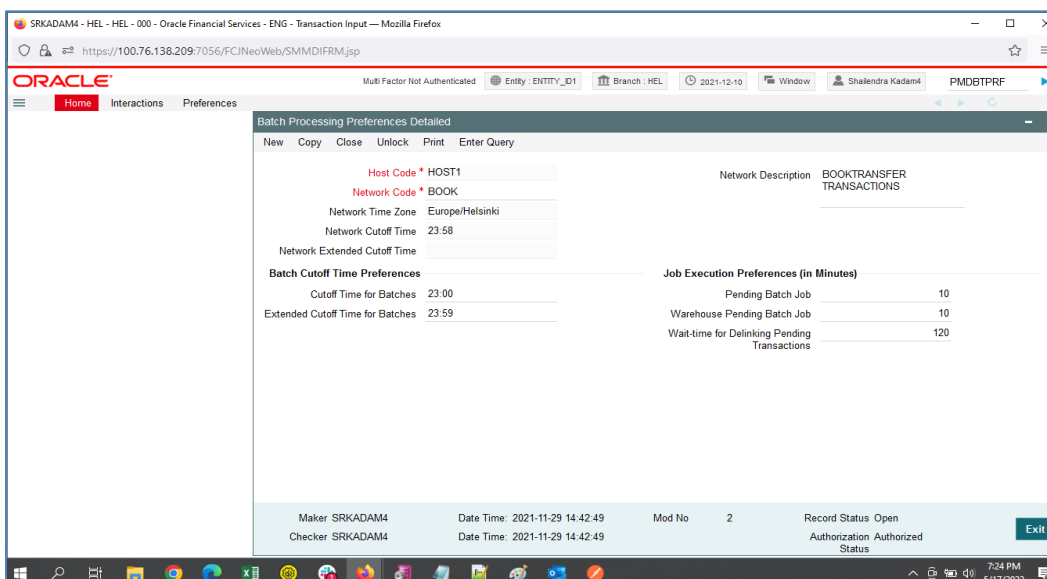 SRKADAM4 - HEL - HEL - 000 - Oracle Financial Services - ENG - Transaction Input — Mozilla Firefox
https://100.76.138.209:7056/FCJNeoWeb/SMMDIFRM.jsp
ORACLE Multi Factor Not Authenticated Entity : ENTITY_ID1 Branch : HEL 2021-12-10 Window Shailendra Kadam4 PMDBTPRF
Home Interactions Preferences
Batch Processing Preferences Detailed
New Copy Close Unlock Print Enter Query
Host Code * HOST1 Network Description BOOKTRANSFER
TRANSACTIONS
Network Code * BOOK
Network Time Zone Europe/Helsinki
Network Cutoff Time 23:58
Network Extended Cutoff Time
Batch Cutoff Time Preferences Job Execution Preferences (in Minutes)
Cutoff Time for Batches 23:00 Pending Batch Job 10
Extended Cutoff Time for Batches 23:59 Warehouse Pending Batch Job 10
Wait-time for Delinking Pending 120
Transactions
Maker SRKADAM4 Date Time: 2021-11-29 14:42:49 Mod No 2 Record Status Open
Checker SRKADAM4 Date Time: 2021-11-29 14:42:49 Authorization Authorized
Status
Exit
7:24 PM
5/17/2022